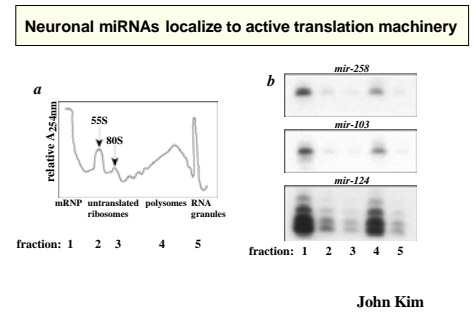 Neuronal miRNAs localize to active translation machinery
a
relative A254nm
55S
80S
mRNP untranslated ribosomes polysomes RNA granules
fraction: 1 2 3 4 5
b
mir-258
mir-103
mir-124
fraction: 1 2 3 4 5
John Kim